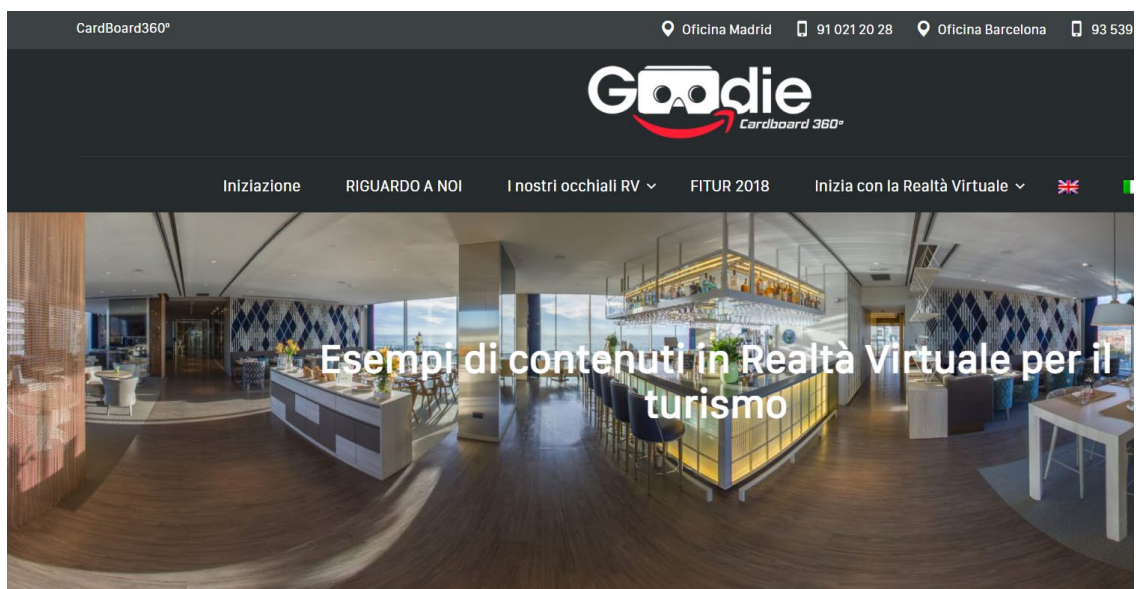 CardBoard360º
Oficina Madrid 91 021 20 28 Oficina Barcelona 93 539
Goodie
Cardboard 360º
Iniziazione RIGUARDO A NOI I nostri occhiali RV FITUR 2018 Inizia con la Realtà Virtuale
Esempi di contenuti in Realtà Virtuale per il
turismo